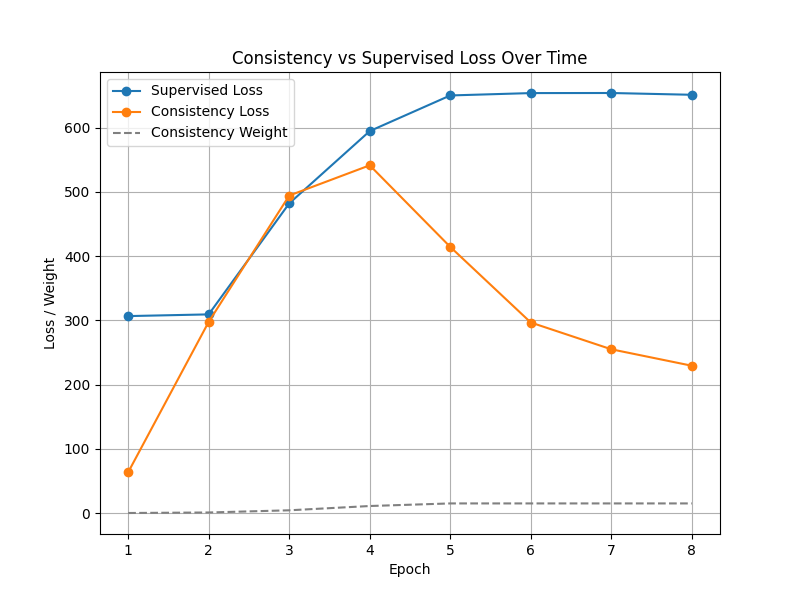 Consistency vs Supervised Loss Over Time
Supervised Loss
Consistency Loss
Consistency Weight
Loss / Weight
600
500
400
300
200
100
0
1 2 3 4 5 6 7 8
Epoch